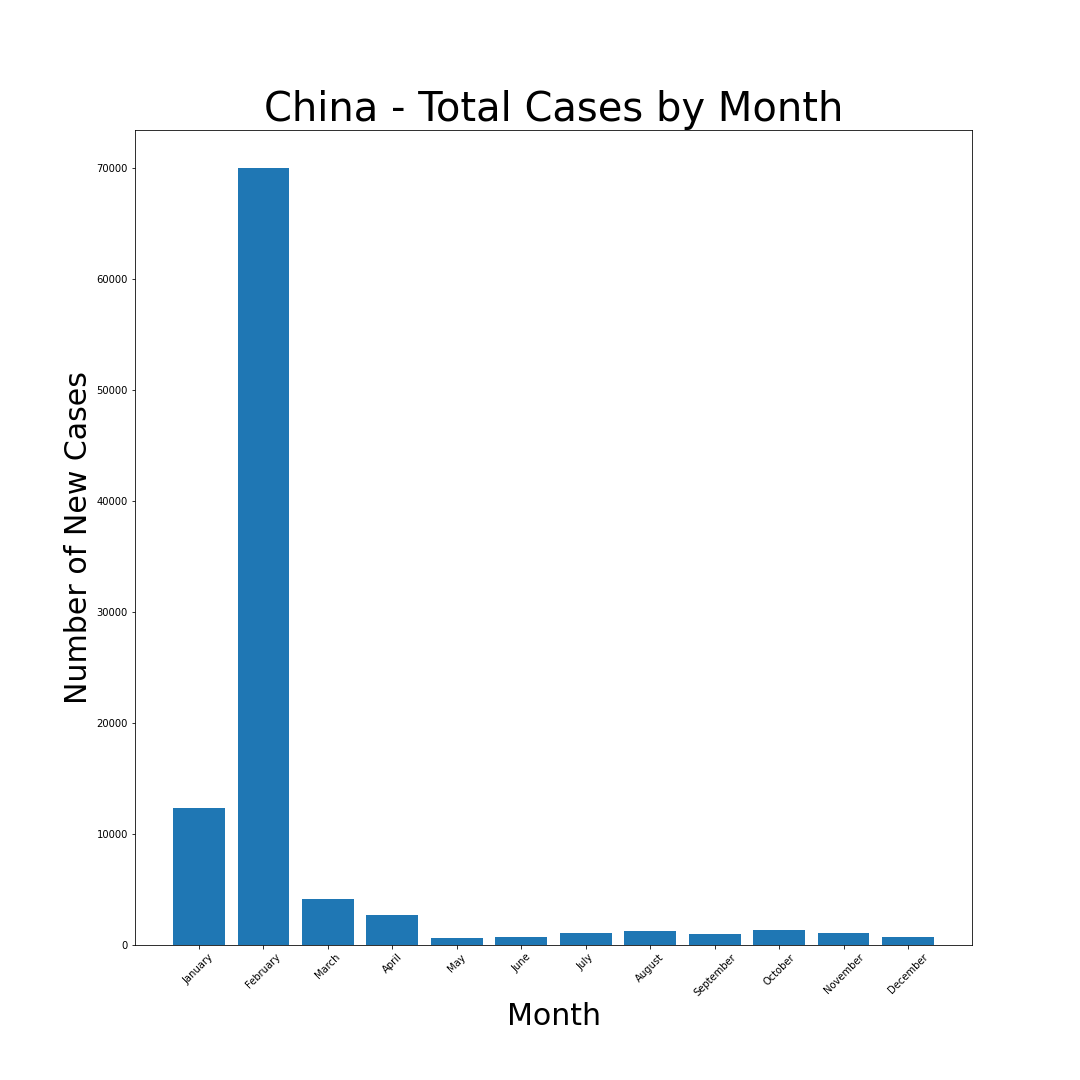 China - Total Cases by Month
Number of New Cases
70000
60000
50000
40000
30000
20000
10000
0
January
February
March
April
May
June
July
August
September
October
November
December
Month